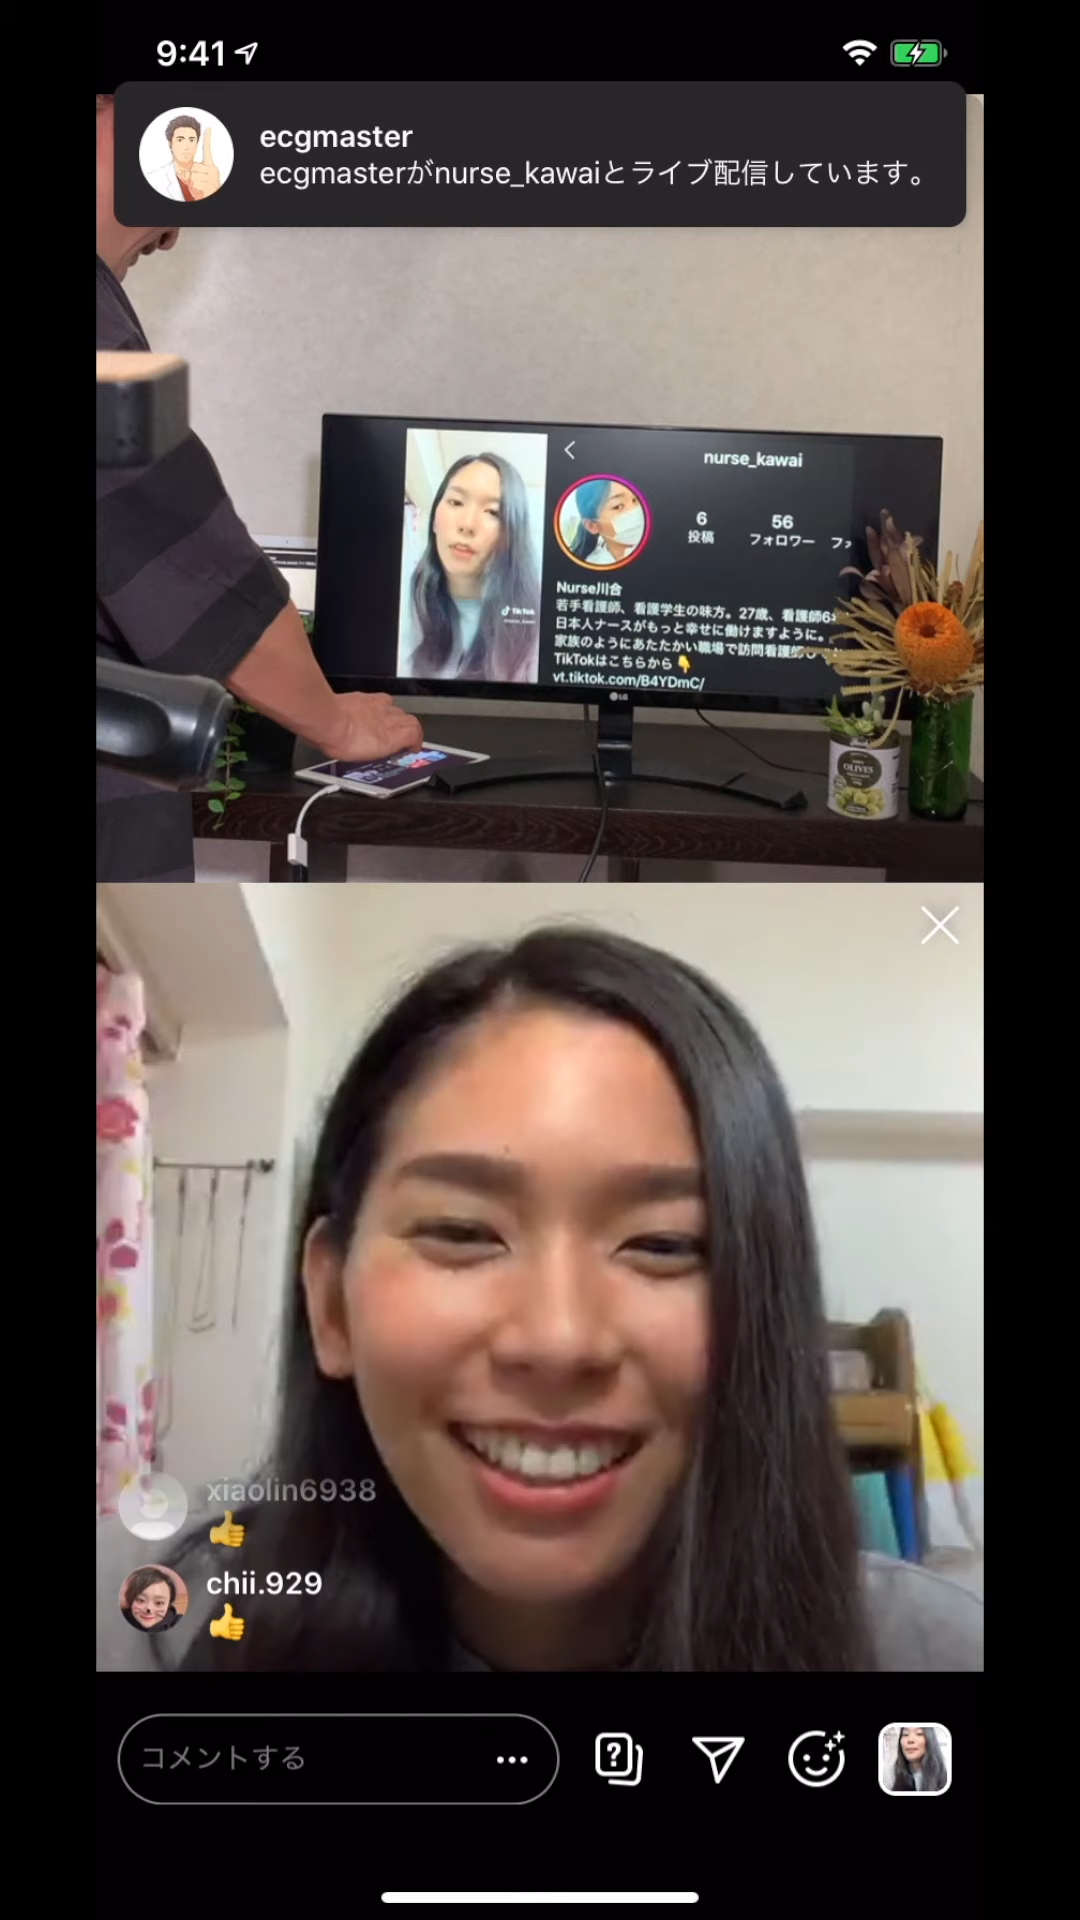 9:41
ecgmaster
ecgmasterがnurse_kawaiとライブ配信しています。
nurse_kawai
6
投稿
56
フォロワー
フォ
Nurse川合
若手看護師、看護学生の味方。27歳、看護師6
日本人ナースがもっと幸せに働けますように。
家族のようにあたたかい職場で訪問看護師
TikTokはこちらから👇
vt.tiktok.com/B4YDmC/
TikTok
LG
OLIVES
xiaolin6938
👍
chii.929
👍
コメントする